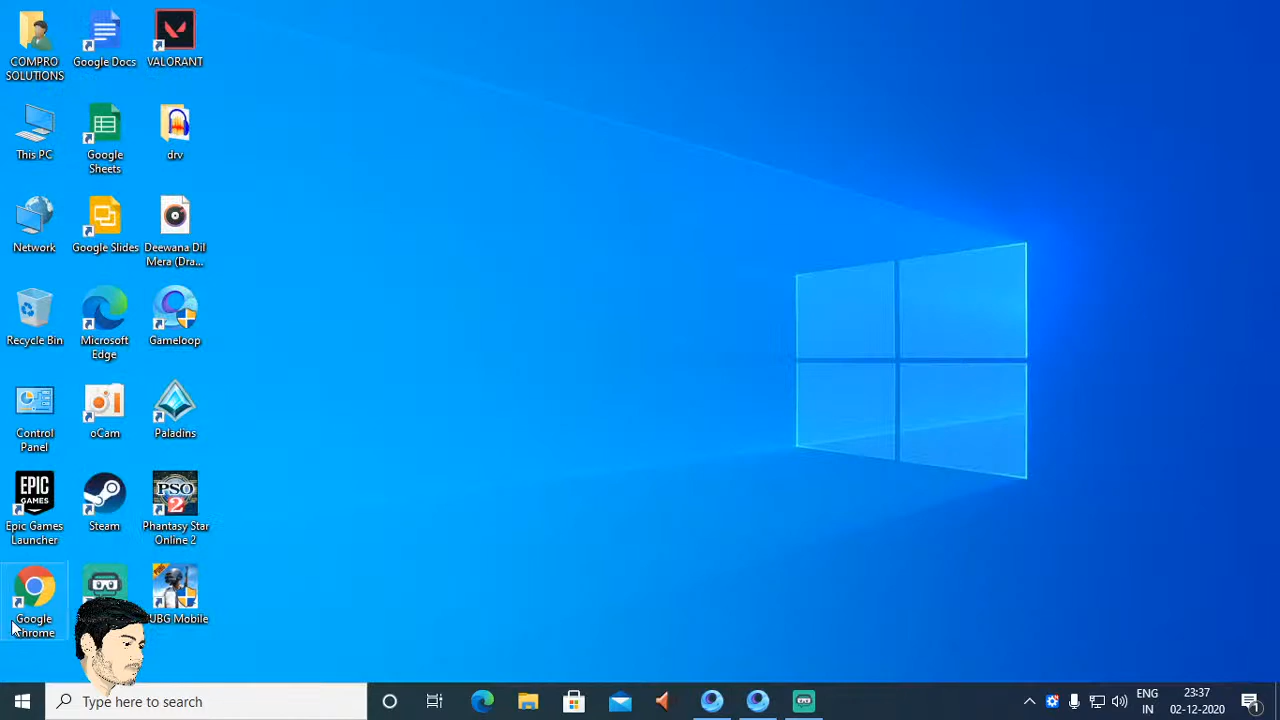 COMPRO
SOLUTIONS
Google Docs
VALORANT
This PC
Google
Sheets
drv
Network
Google Slides
Deewana Dil
Mera (Dra...
Recycle Bin
Microsoft
Edge
Gameloop
Control
Panel
oCam
Paladins
EPIC
GAMES
Epic Games
Launcher
Steam
PSO
2
Phantasy Star
Online 2
Google
Chrome
PUBG
UBG Mobile
Type here to search
ENG
IN
23:37
02-12-2020
1